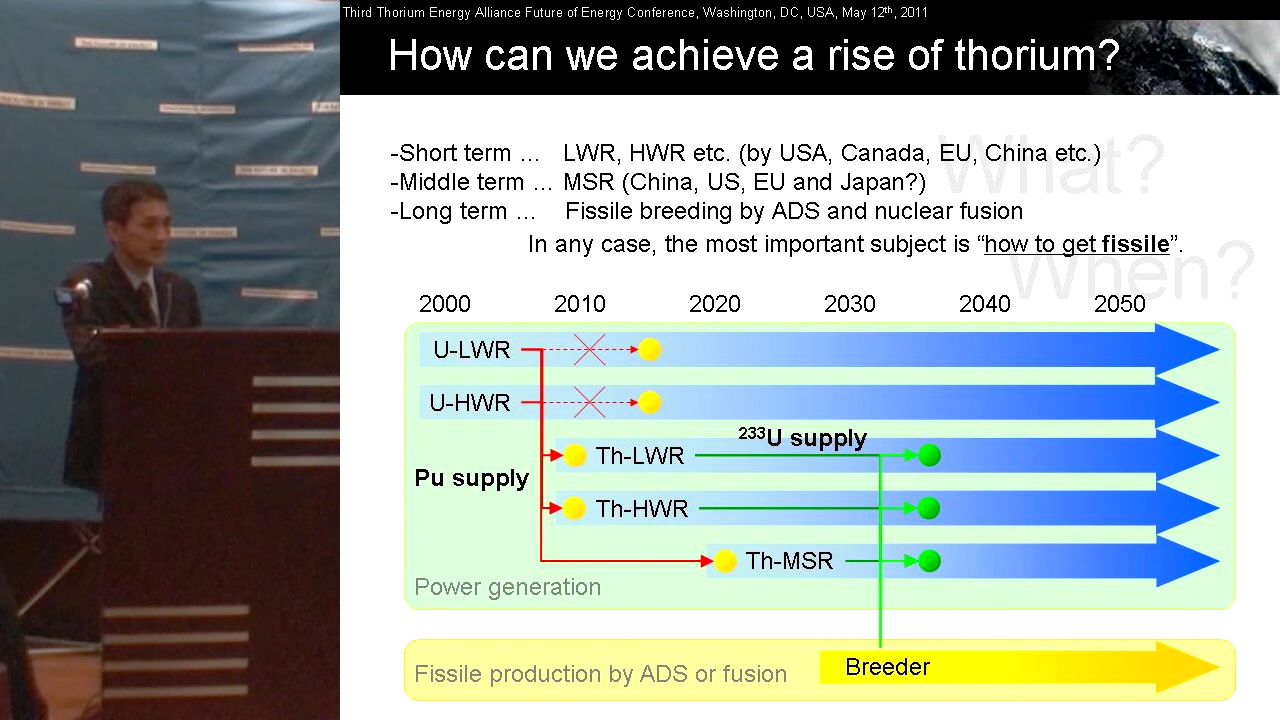 Third Thorium Energy Alliance Future of Energy Conference, Washington, DC, USA, May 12th, 2011
How can we achieve a rise of thorium?
What?
When?
-Short term … LWR, HWR etc. (by USA, Canada, EU, China etc.)
-Middle term … MSR (China, US, EU and Japan?)
-Long term … Fissile breeding by ADS and nuclear fusion
In any case, the most important subject is “how to get fissile”.
2000 2010 2020 2030 2040 2050
U-LWR
U-HWR
233U supply
Th-LWR
Pu supply
Th-HWR
Th-MSR
Power generation
Breeder
Fissile production by ADS or fusion